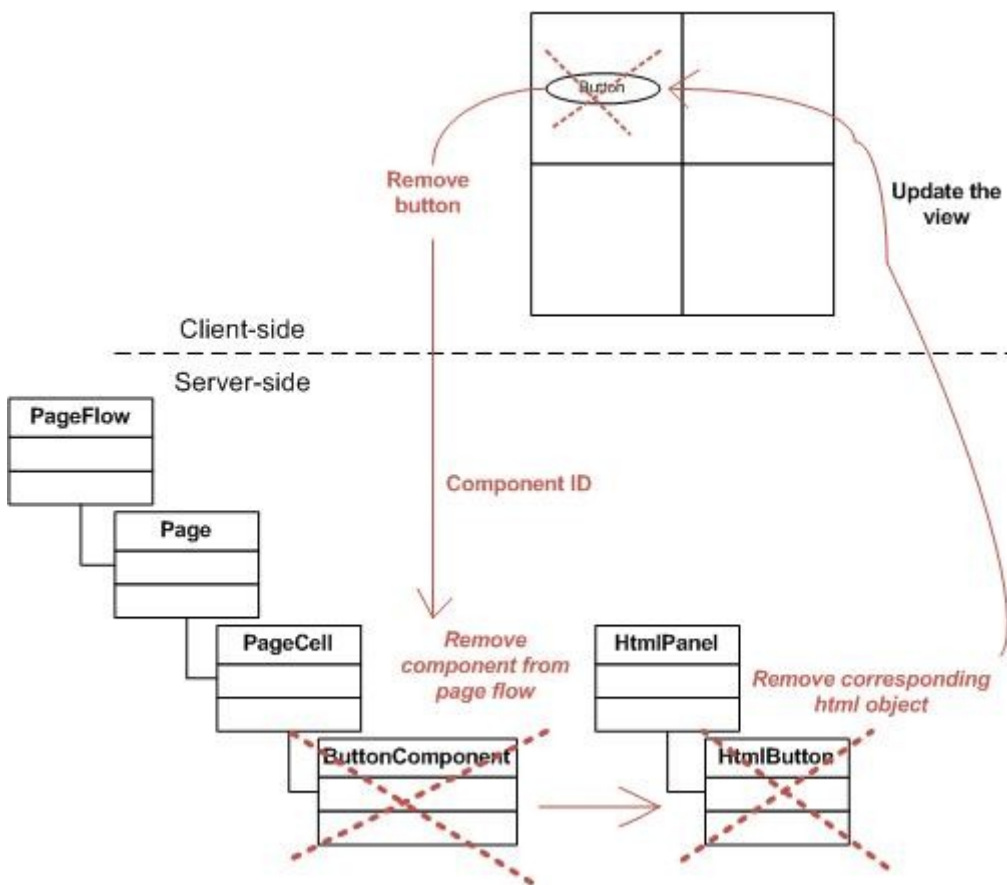 Button
Remove
button
Update the
view
Client-side
Server-side
PageFlow
Component ID
Page
PageCell
Remove
component from
page flow
HtmlPanel
Remove corresponding
html object
ButtonComponent
HtmlButton